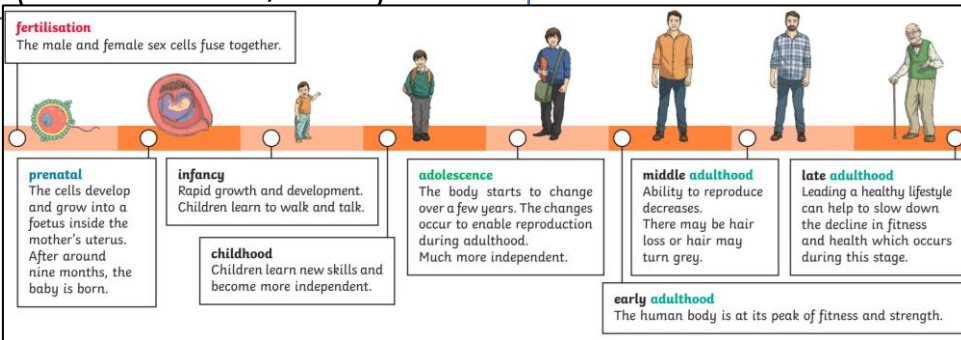 fertilisation
The male and female sex cells fuse together.
prenatal
The cells develop
and grow into a
foetus inside the
mother's uterus.
After around
nine months, the
baby is born.
infancy
Rapid growth and development.
Children learn to walk and talk.
childhood
Children learn new skills and
become more independent.
adolescence
The body starts to change
over a few years. The changes
occur to enable reproduction
during adulthood.
Much more independent.
early adulthood
The human body is at its peak of fitness and strength.
middle adulthood
Ability to reproduce
decreases.
There may be hair
loss or hair may
turn grey.
late adulthood
Leading a healthy lifestyle
can help to slow down
the decline in fitness
and health which occurs
during this stage.